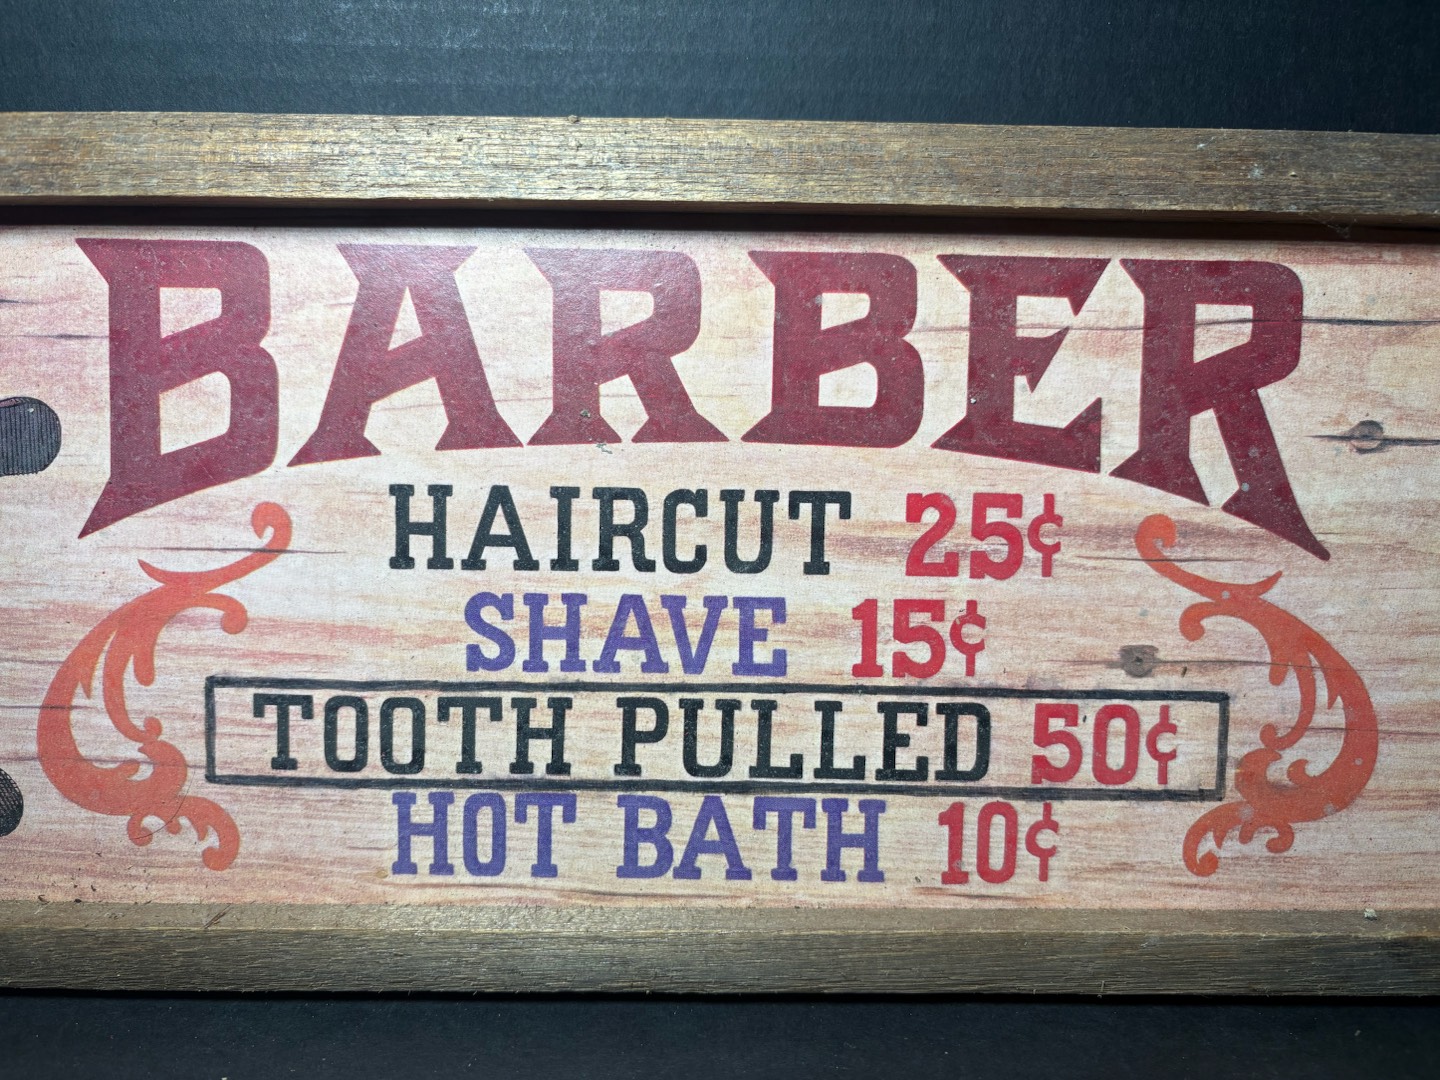 BARBER
HAIRCUT 25¢
SHAVE 15¢
TOOTH PULLED 50¢
HOT BATH 10¢